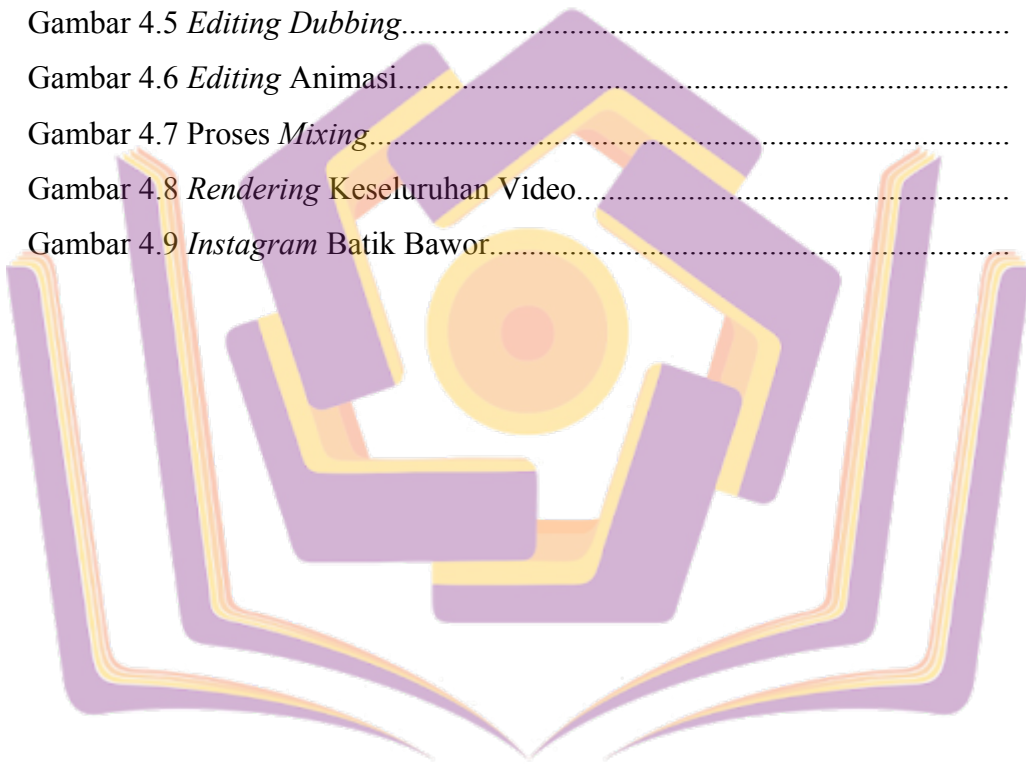 Gambar 4.5 Editing Dubbing................................................................
Gambar 4.6 Editing Animasi................................................................
Gambar 4.7 Proses Mixing...................................................................
Gambar 4.8 Rendering Keseluruhan Video.............................................
Gambar 4.9 Instagram Batik Bawor.......................................................